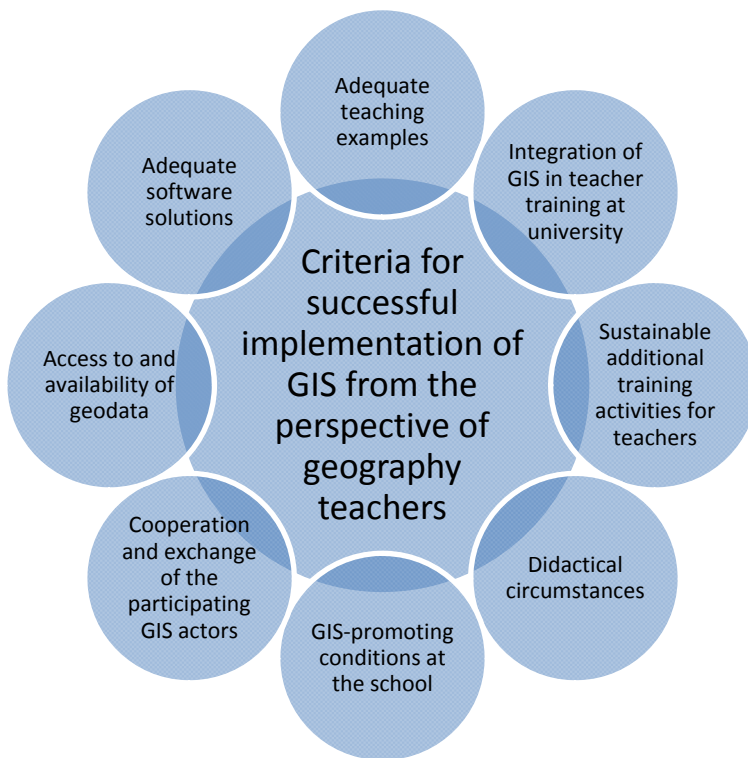 Adequate
teaching
examples
Integration of
GIS in teacher
training at
university
Sustainable
additional
training
activities for
teachers
Didactical
circumstances
GIS-promoting
conditions at
the school
Cooperation
and exchange
of the
participating
GIS actors
Access to and
availability of
geodata
Adequate
software
solutions
Criteria for
successful
implementation of
GIS from the
perspective of
geography
teachers